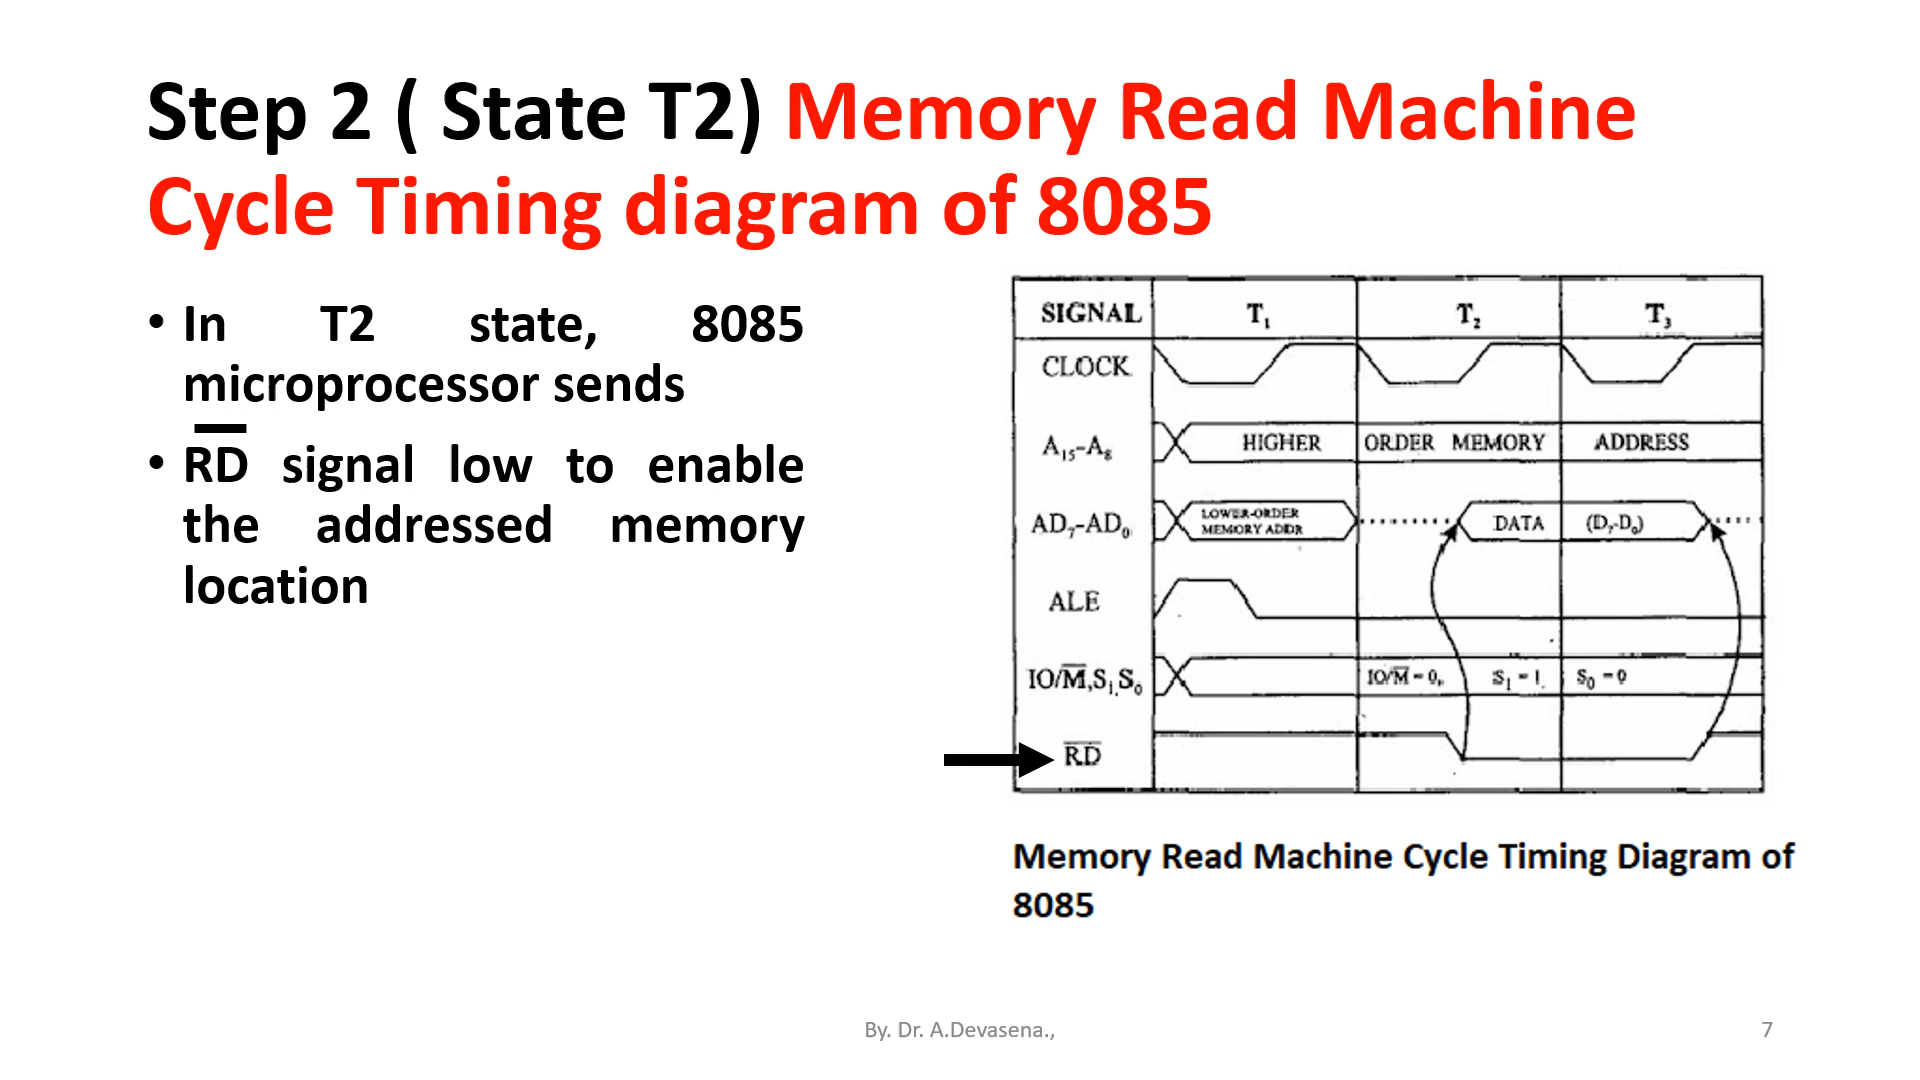 Step 2 ( State T2) Memory Read Machine
Cycle Timing diagram of 8085
• In T2 state, 8085
microprocessor sends
• R̅D̅ signal low to enable
the addressed memory
location
SIGNAL T₁ T₂ T₃
CLOCK
A₁₅-A₈ HIGHER ORDER MEMORY ADDRESS
AD₇-AD₀ LOWER-ORDER
MEMORY ADDR DATA (D₇-D₀)
ALE
IO/M̅,S₁,S₀ IO/M̅ = 0, S₁ = 1, S₀ = 0
R̅D̅
Memory Read Machine Cycle Timing Diagram of
8085
By. Dr. A.Devasena.,
7